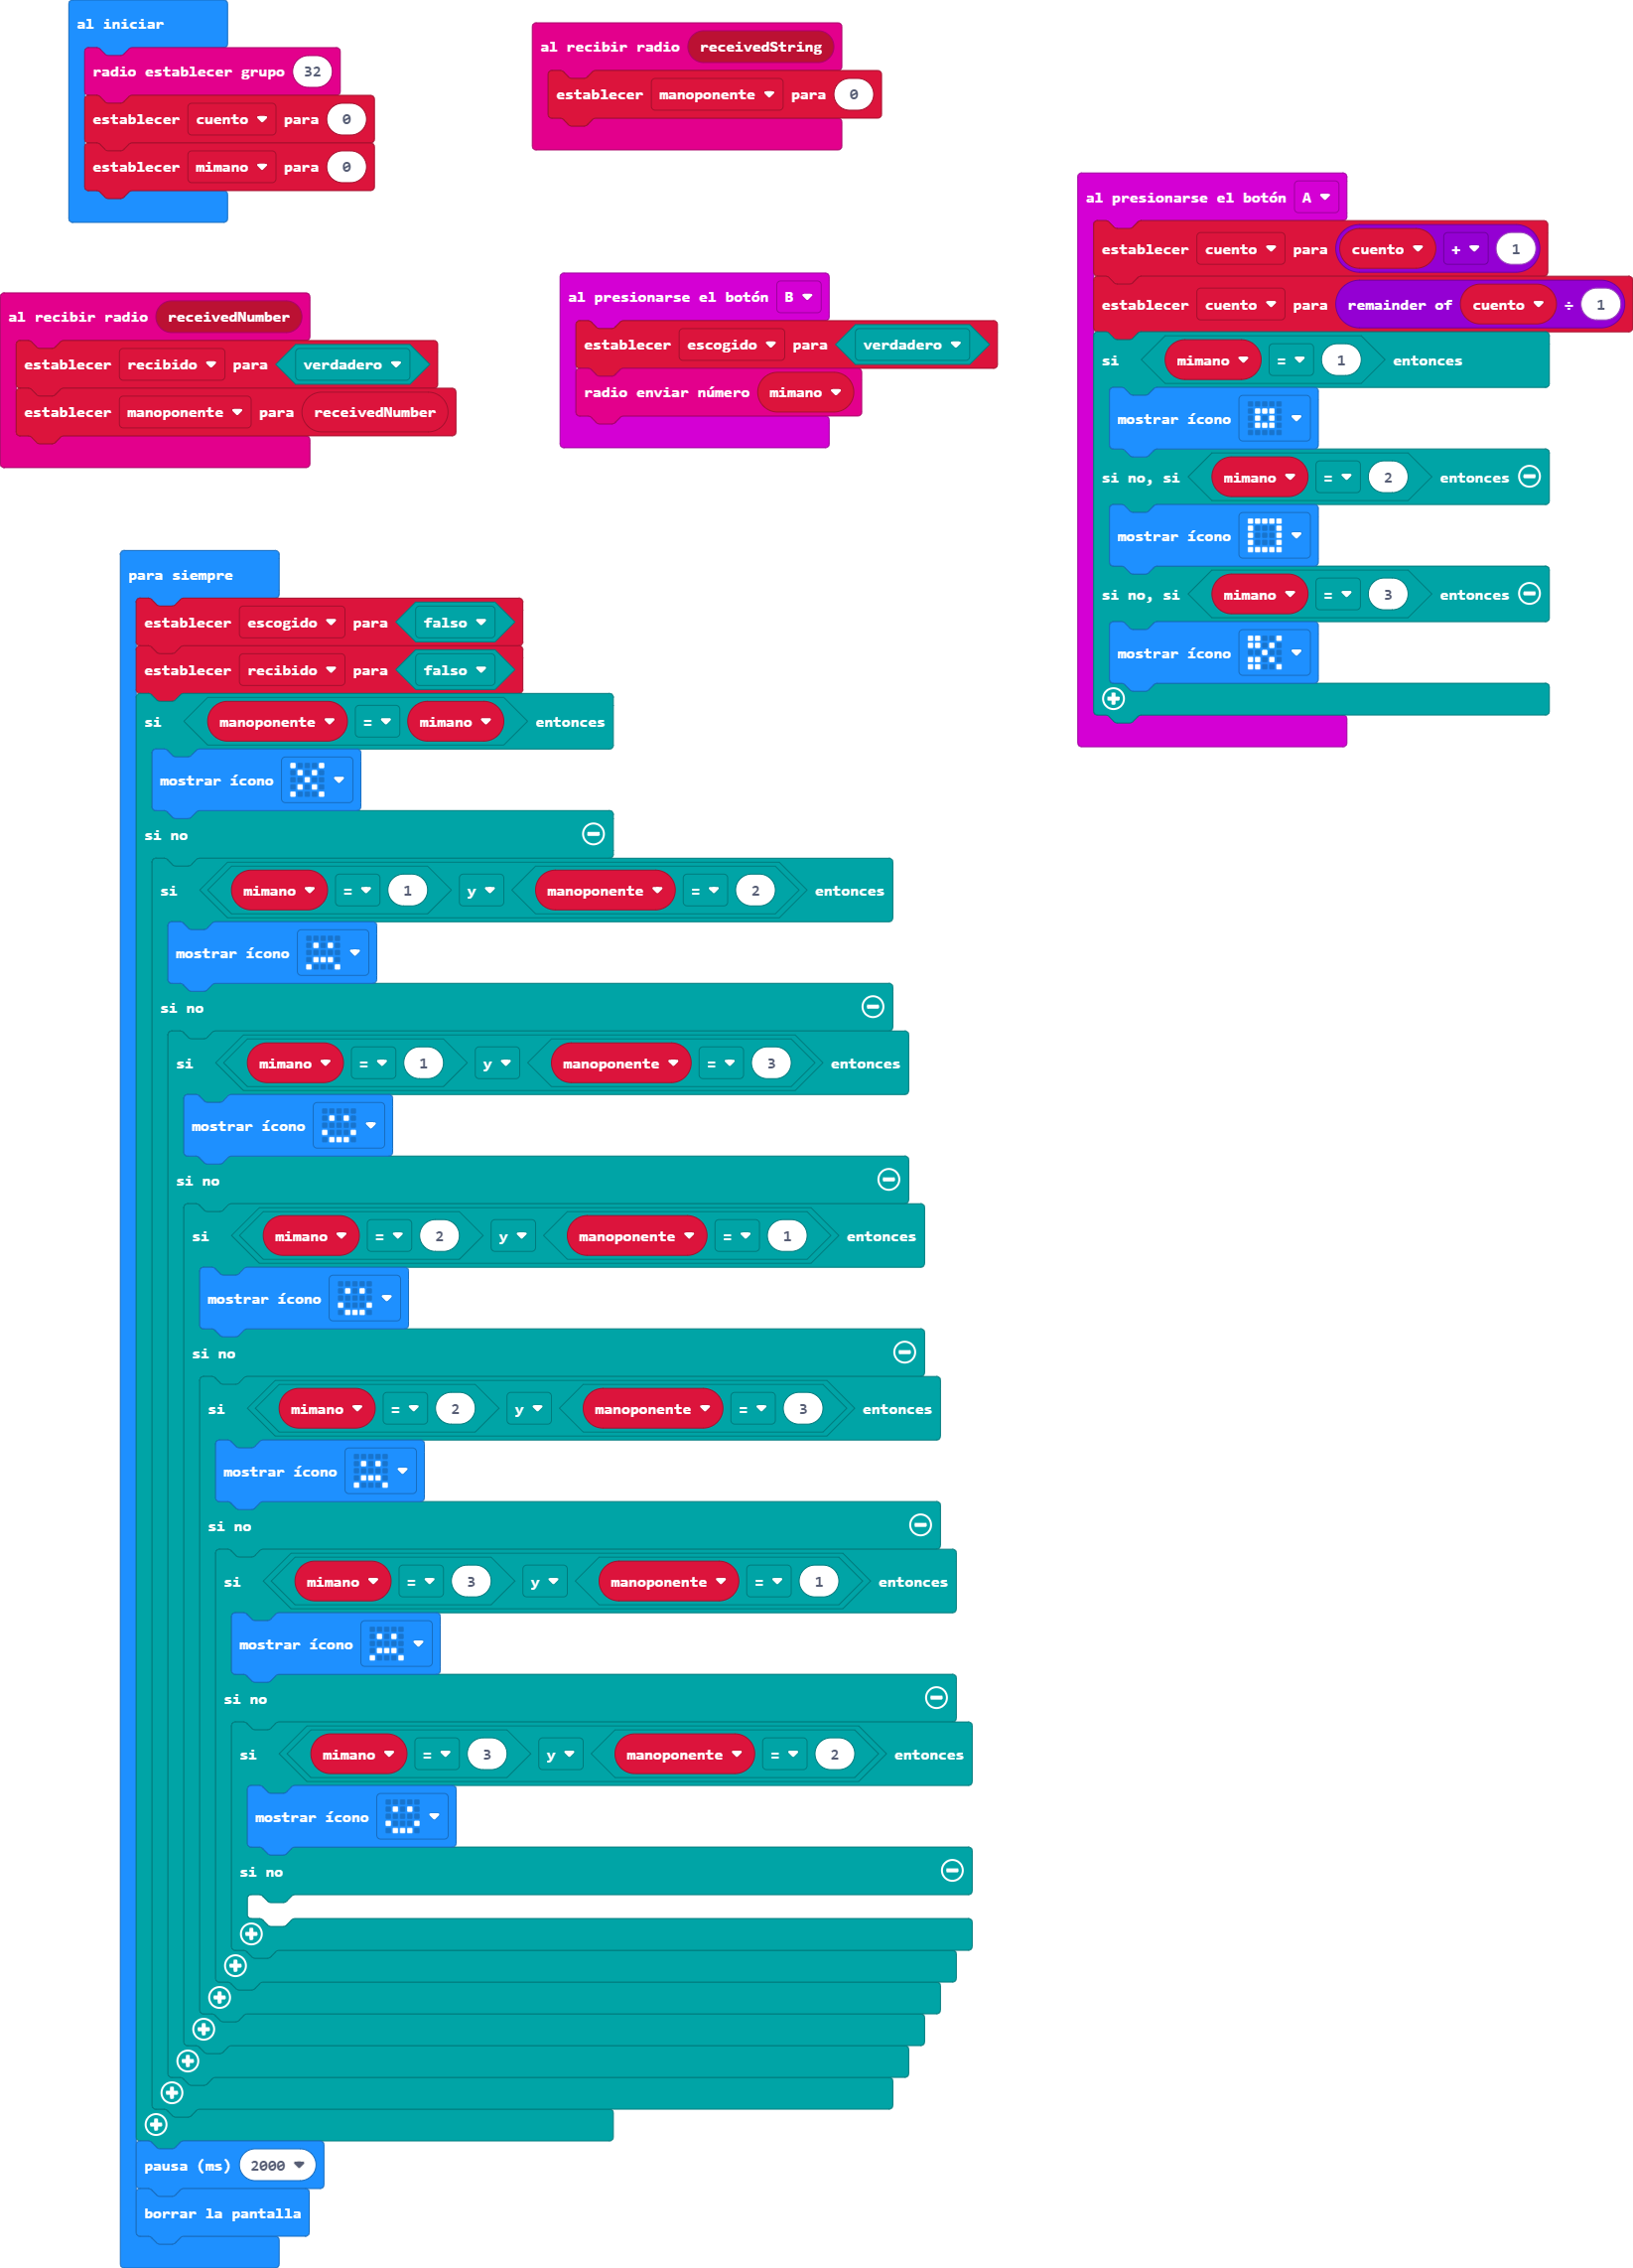 al iniciar
radio establecer grupo 32
establecer cuento para 0
establecer mimano para 0
al recibir radio receivedString
establecer manoponente para 0
al presionarse el botón A
establecer cuento para cuento + 1
establecer cuento para remainder of cuento ÷ 1
si mimano = 1 entonces
mostrar ícono
si no, si mimano = 2 entonces
mostrar ícono
si no, si mimano = 3 entonces
mostrar ícono
al recibir radio receivedNumber
establecer recibido para verdadero
establecer manoponente para receivedNumber
al presionarse el botón B
establecer escogido para verdadero
radio enviar número mimano
para siempre
establecer escogido para falso
establecer recibido para falso
si manoponente = mimano entonces
mostrar ícono
si no
si mimano = 1 y manoponente = 2 entonces
mostrar ícono
si no
si mimano = 1 y manoponente = 3 entonces
mostrar ícono
si no
si mimano = 2 y manoponente = 1 entonces
mostrar ícono
si no
si mimano = 2 y manoponente = 3 entonces
mostrar ícono
si no
si mimano = 3 y manoponente = 1 entonces
mostrar ícono
si no
si mimano = 3 y manoponente = 2 entonces
mostrar ícono
si no
pausa (ms) 2000
borrar la pantalla